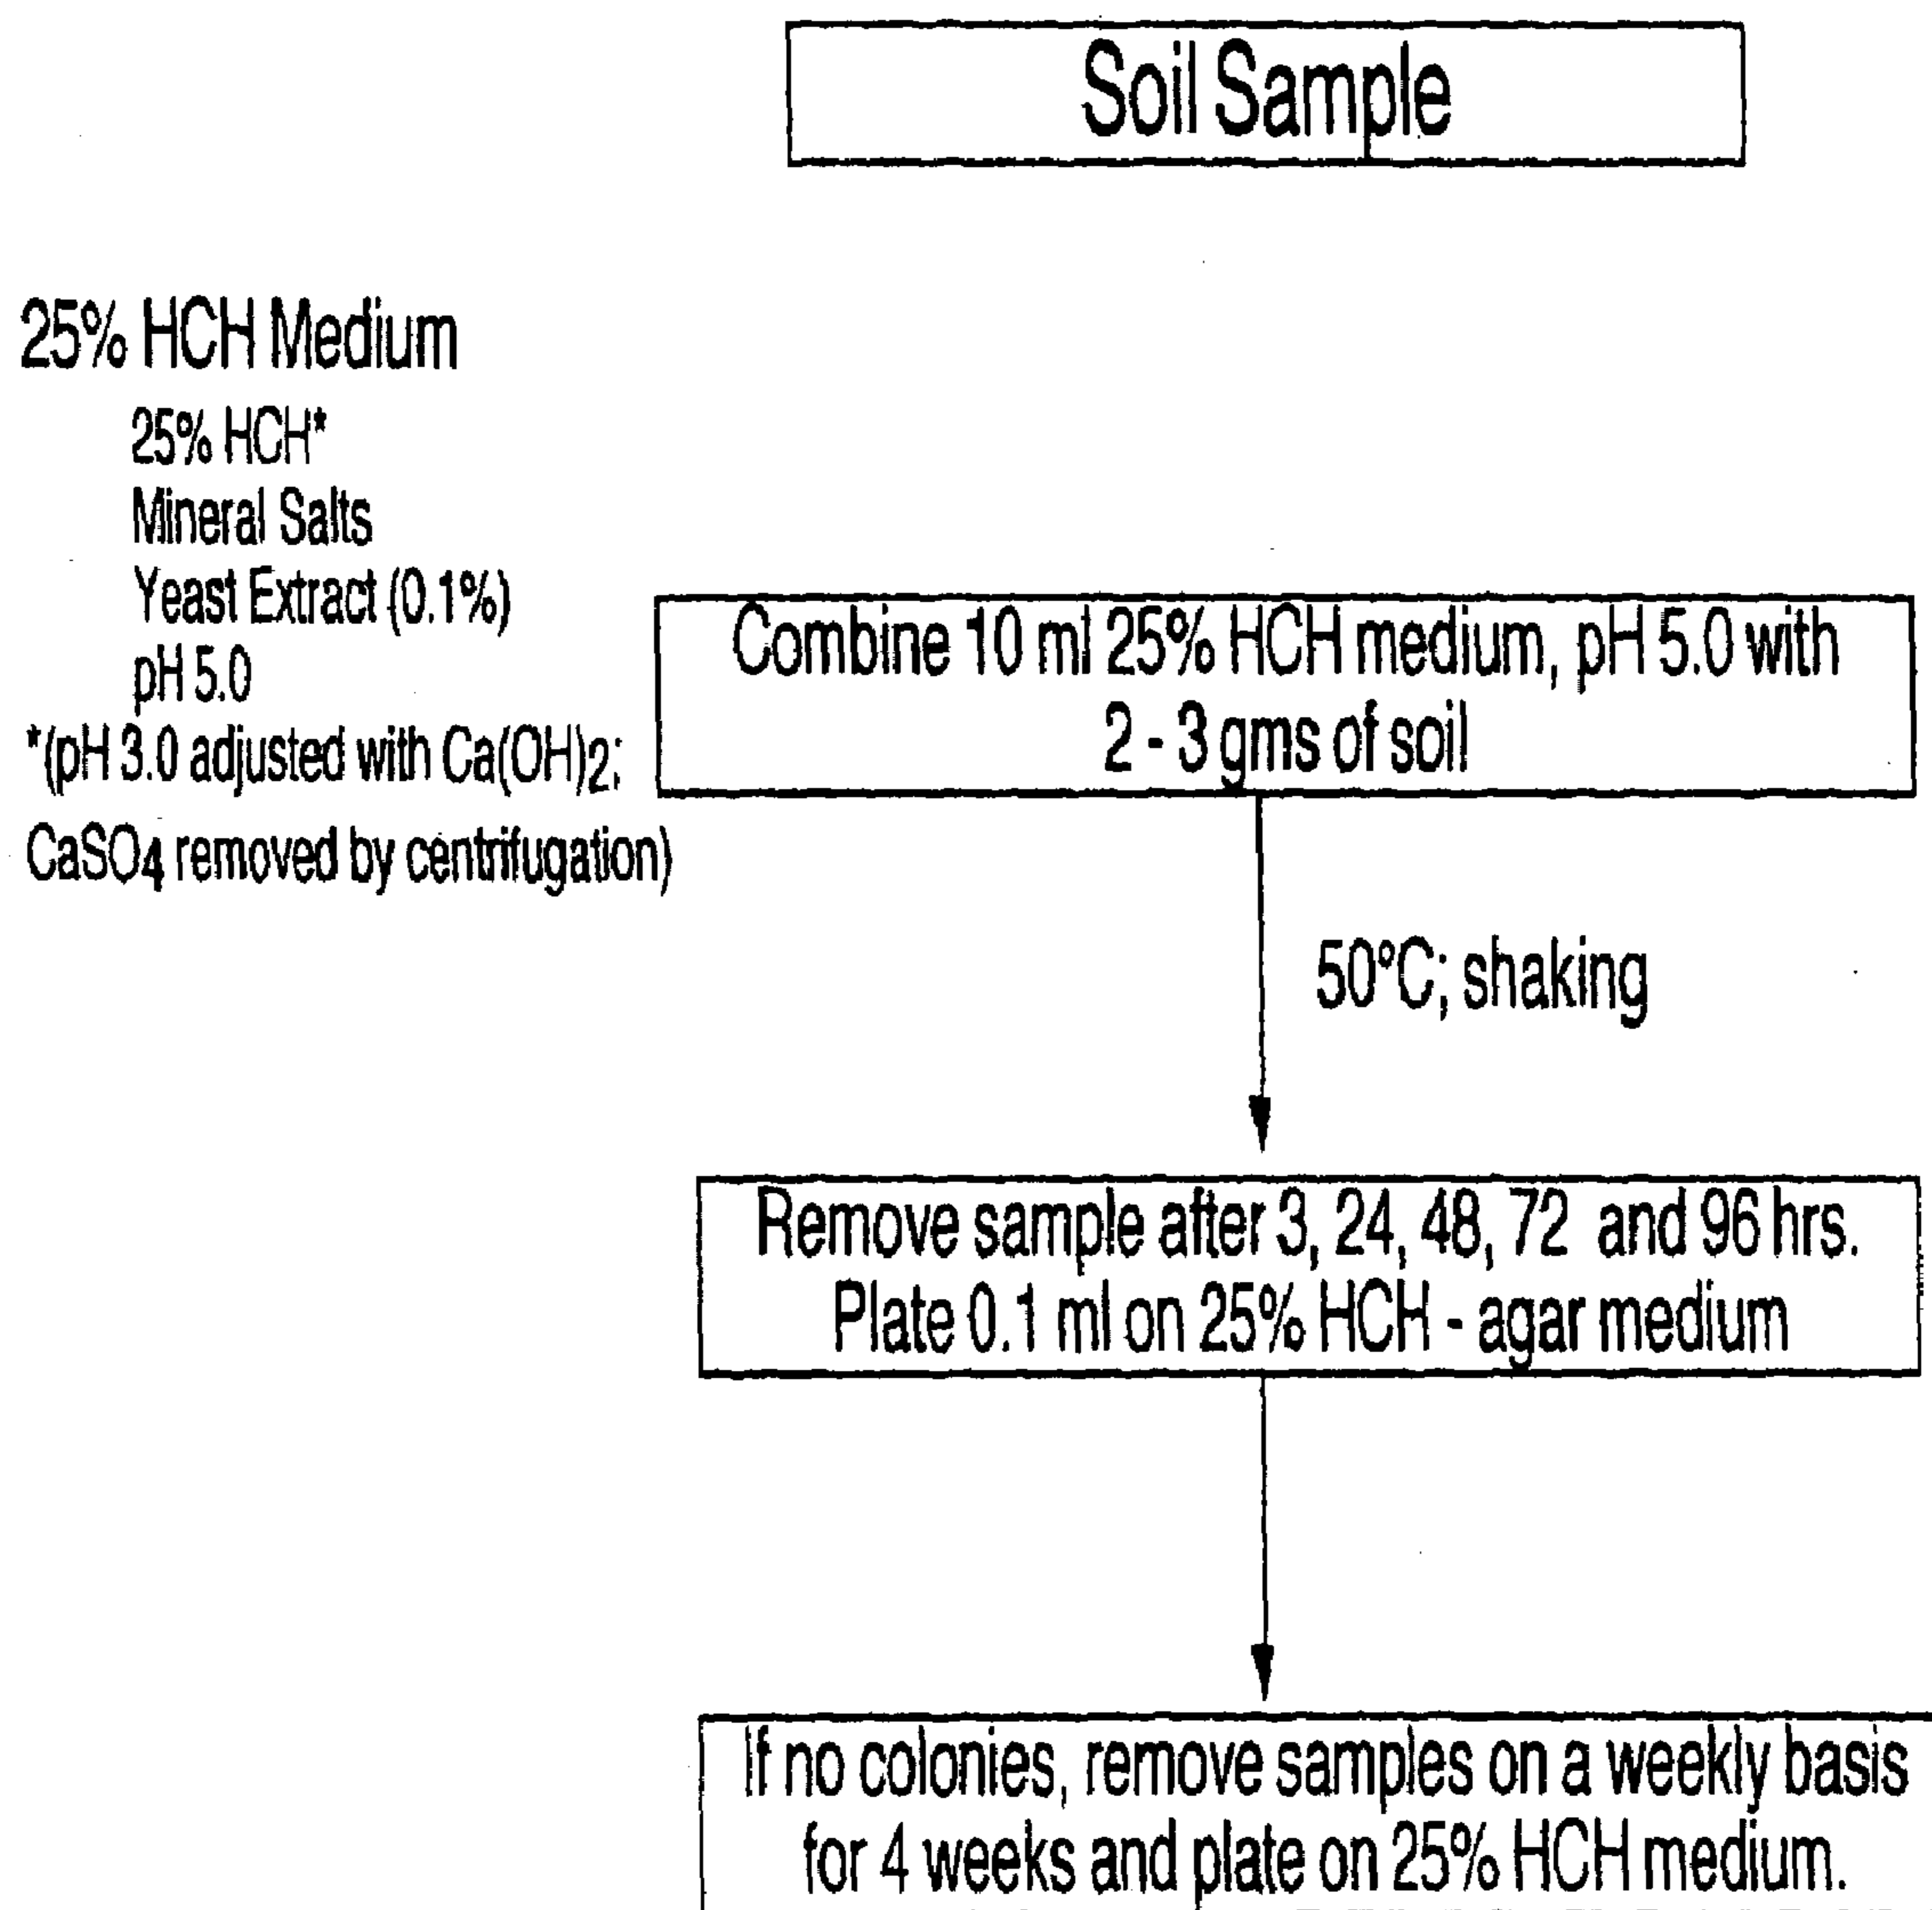 Soil Sample
25% HCH Medium
25% HCH*
Mineral Salts
Yeast Extract (0.1%)
pH 5.0
*(pH 3.0 adjusted with Ca(OH)2;
CaSO4 removed by centrifugation)
Combine 10 ml 25% HCH medium, pH 5.0 with
2 - 3 gms of soil
50°C; shaking
Remove sample after 3, 24, 48, 72 and 96 hrs.
Plate 0.1 ml on 25% HCH - agar medium
If no colonies, remove samples on a weekly basis
for 4 weeks and plate on 25% HCH medium.